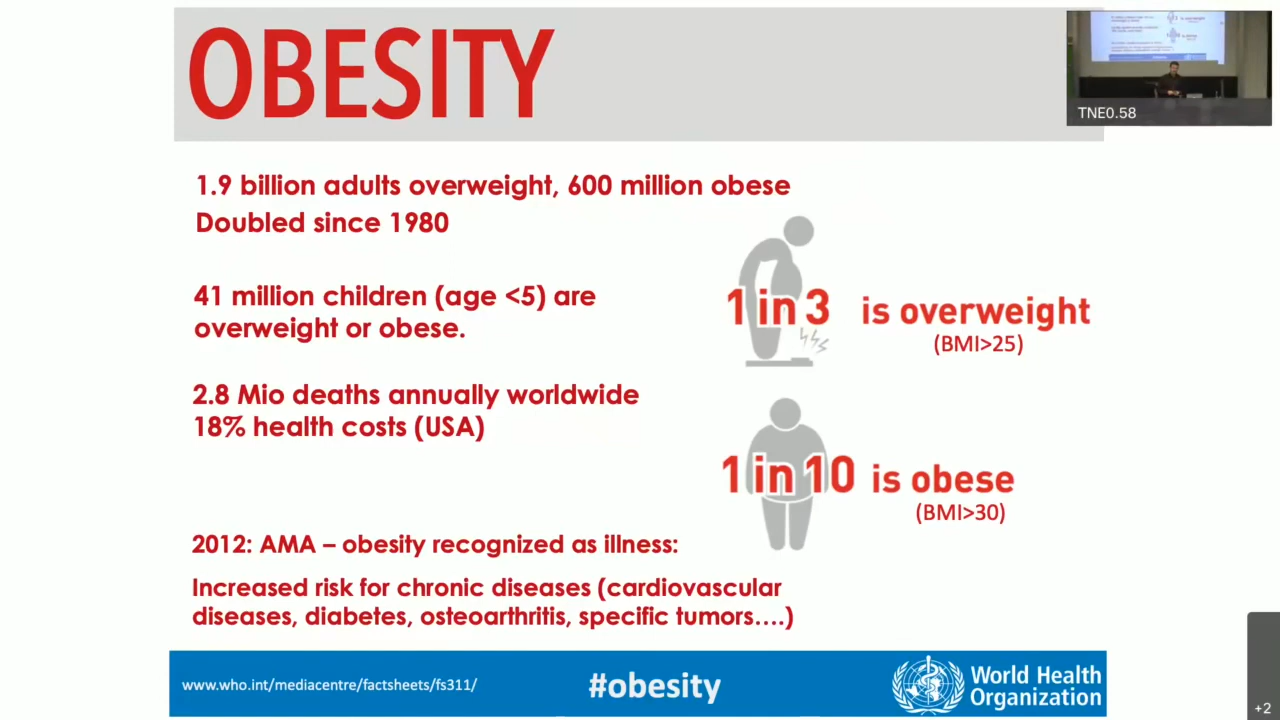 OBESITY
TNE0.58
1.9 billion adults overweight, 600 million obese
Doubled since 1980
41 million children (age <5) are
overweight or obese.
1 in 3 is overweight
(BMI>25)
2.8 Mio deaths annually worldwide
18% health costs (USA)
1 in 10 is obese
(BMI>30)
2012: AMA – obesity recognized as illness:
Increased risk for chronic diseases (cardiovascular
diseases, diabetes, osteoarthritis, specific tumors....)
www.who.int/mediacentre/factsheets/fs311/
#obesity
World Health
Organization
+2